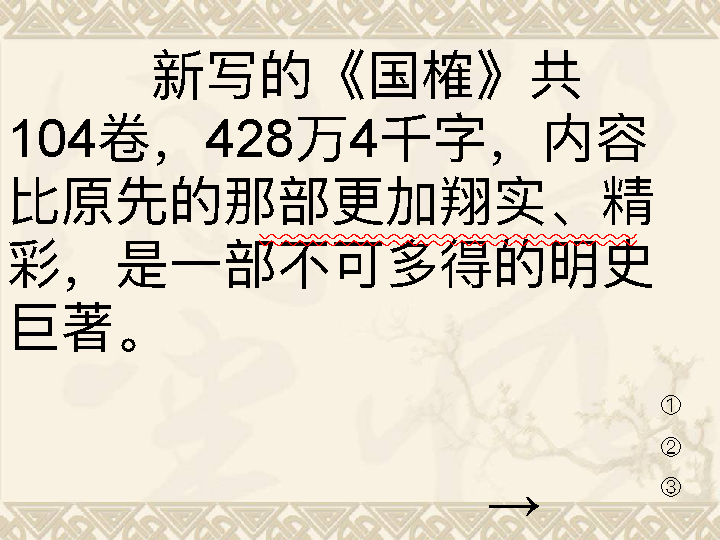 新写的《国榷》共
104卷，428万4千字，内容
比原先的那部更加翔实、精
彩，是一部不可多得的明史
巨著。
①
②
③
→